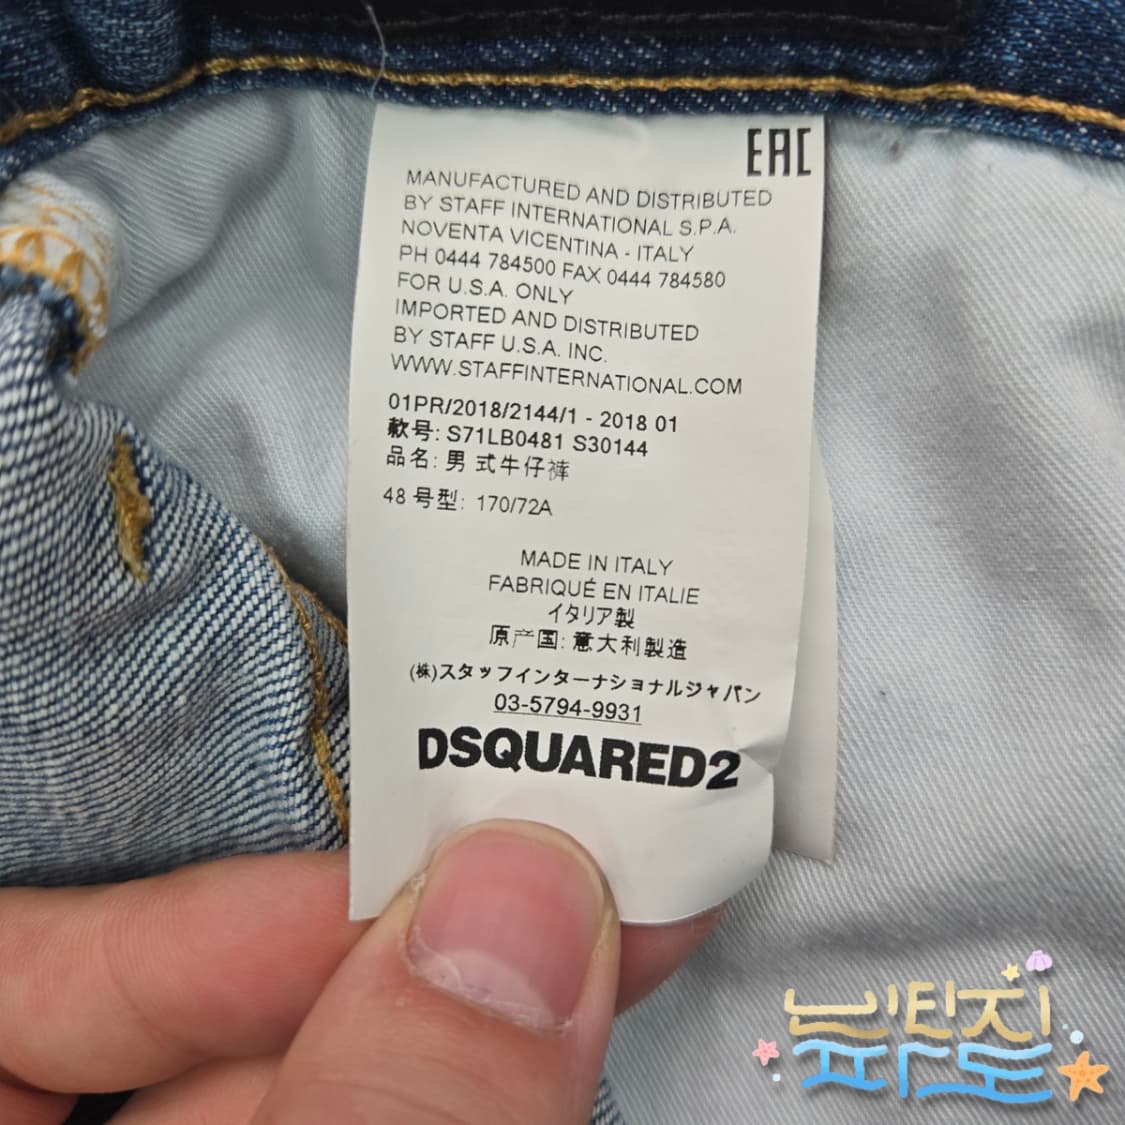 EAC
MANUFACTURED AND DISTRIBUTED
BY STAFF INTERNATIONAL S.P.A.
NOVENTA VICENTINA - ITALY
PH 0444 784500 FAX 0444 784580
FOR U.S.A. ONLY
IMPORTED AND DISTRIBUTED
BY STAFF U.S.A. INC.
WWW.STAFFINTERNATIONAL.COM
01PR/2018/2144/1 - 2018 01
款号: S71LB0481 S30144
品名: 男 式牛仔裤
48 号型: 170/72A
MADE IN ITALY
FABRIQUÉ EN ITALIE
イタリア製
原产国: 意大利製造
(株)スタッフインターナショナルジャパン
03-5794-9931
DSQUARED2
빈티지
파도